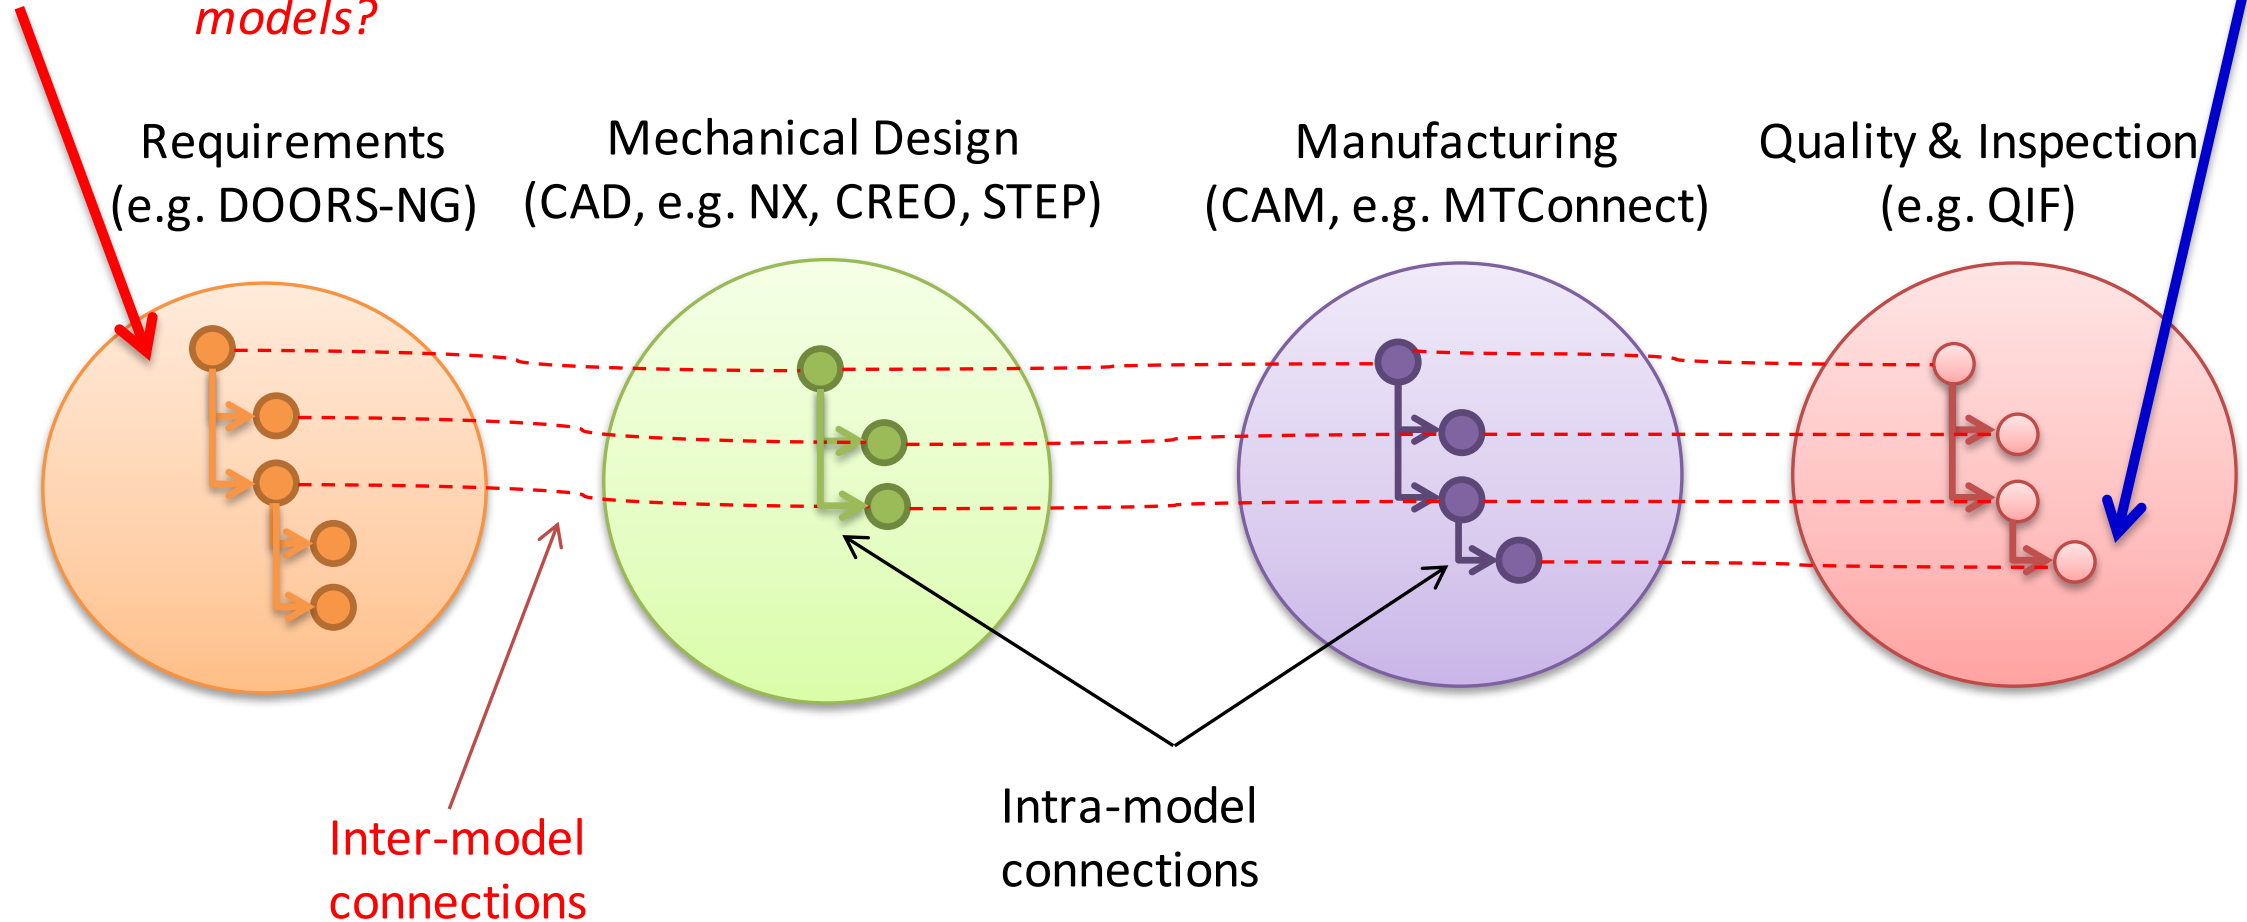 models?
Requirements
(e.g. DOORS-NG)
Mechanical Design
(CAD, e.g. NX, CREO, STEP)
Manufacturing
(CAM, e.g. MTConnect)
Quality & Inspection
(e.g. QIF)
Inter-model
connections
Intra-model
connections